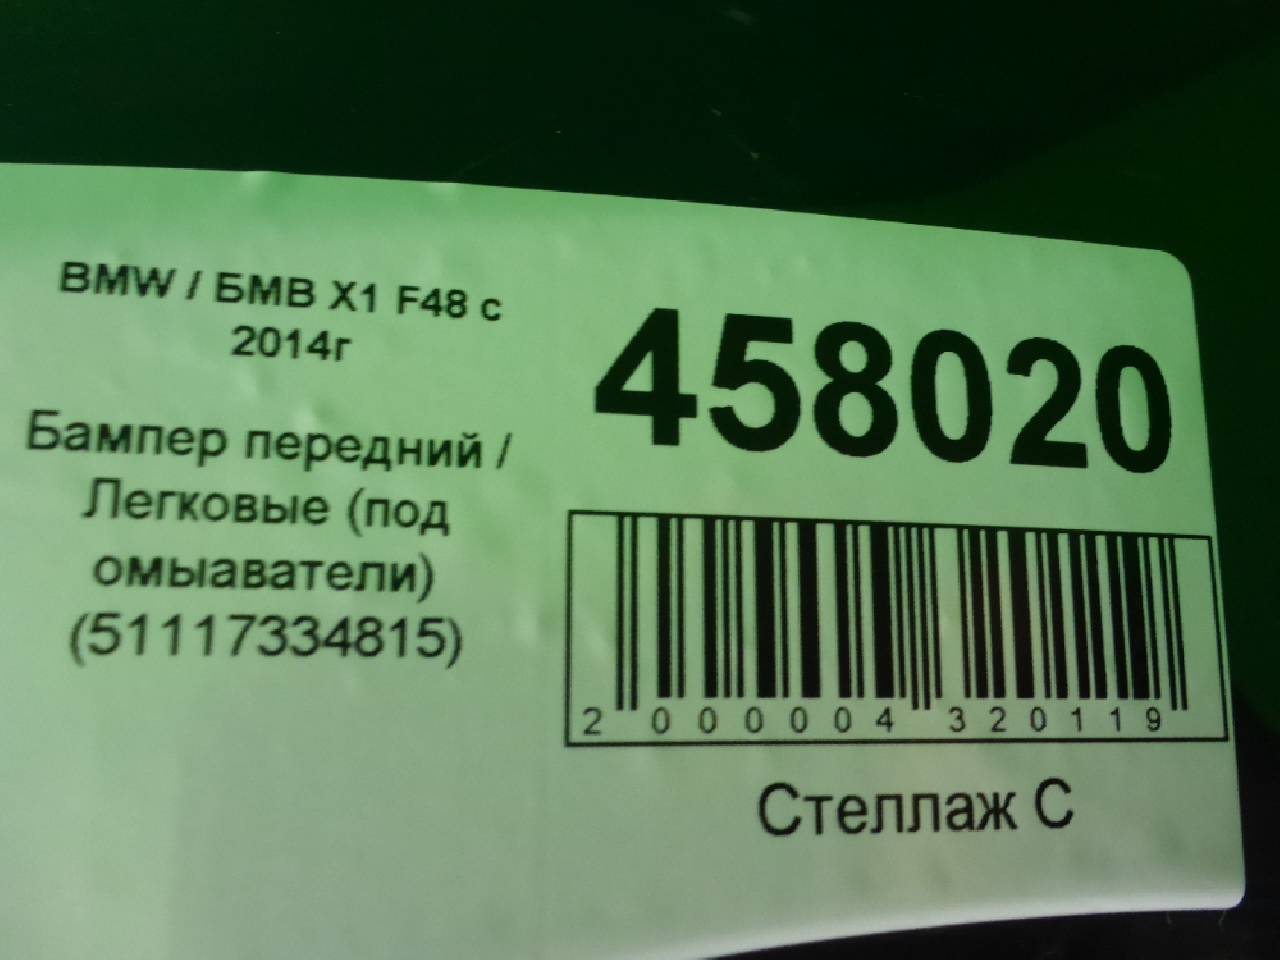 BMW / БМВ X1 F48 с
2014г
Бампер передний /
Легковые (под
омыаватели)
(51117334815)
458020
2 000004 320119
Стеллаж С